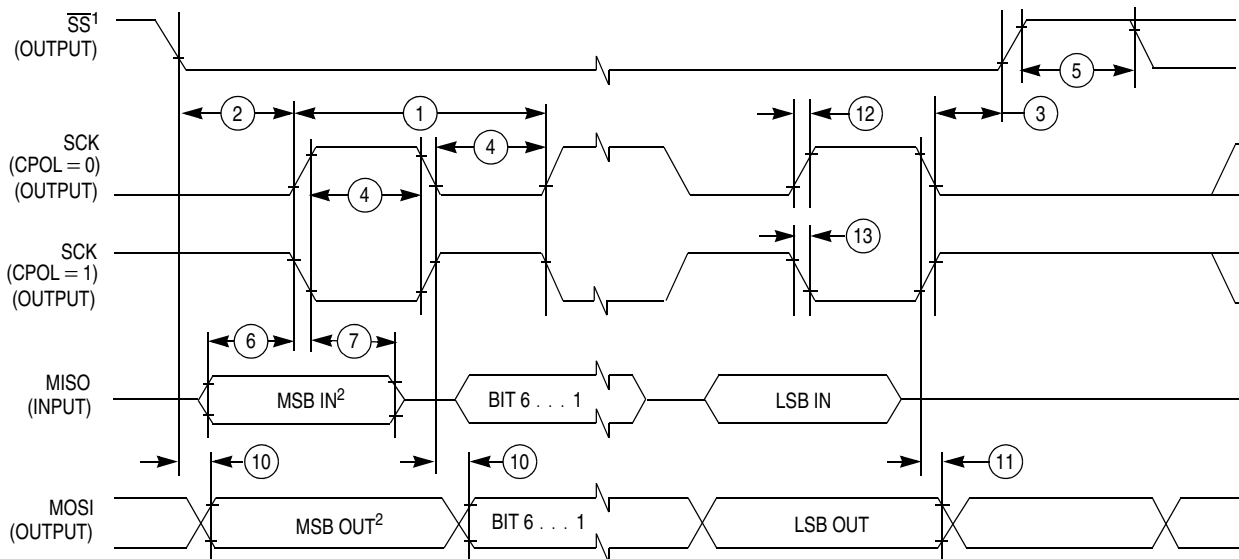 SS¹
(OUTPUT)
5
2
1
12
3
SCK
(CPOL = 0)
(OUTPUT)
4
4
SCK
(CPOL = 1)
(OUTPUT)
13
6
7
MISO
(INPUT)
MSB IN²
BIT 6 . . . 1
LSB IN
10
10
11
MOSI
(OUTPUT)
MSB OUT²
BIT 6 . . . 1
LSB OUT